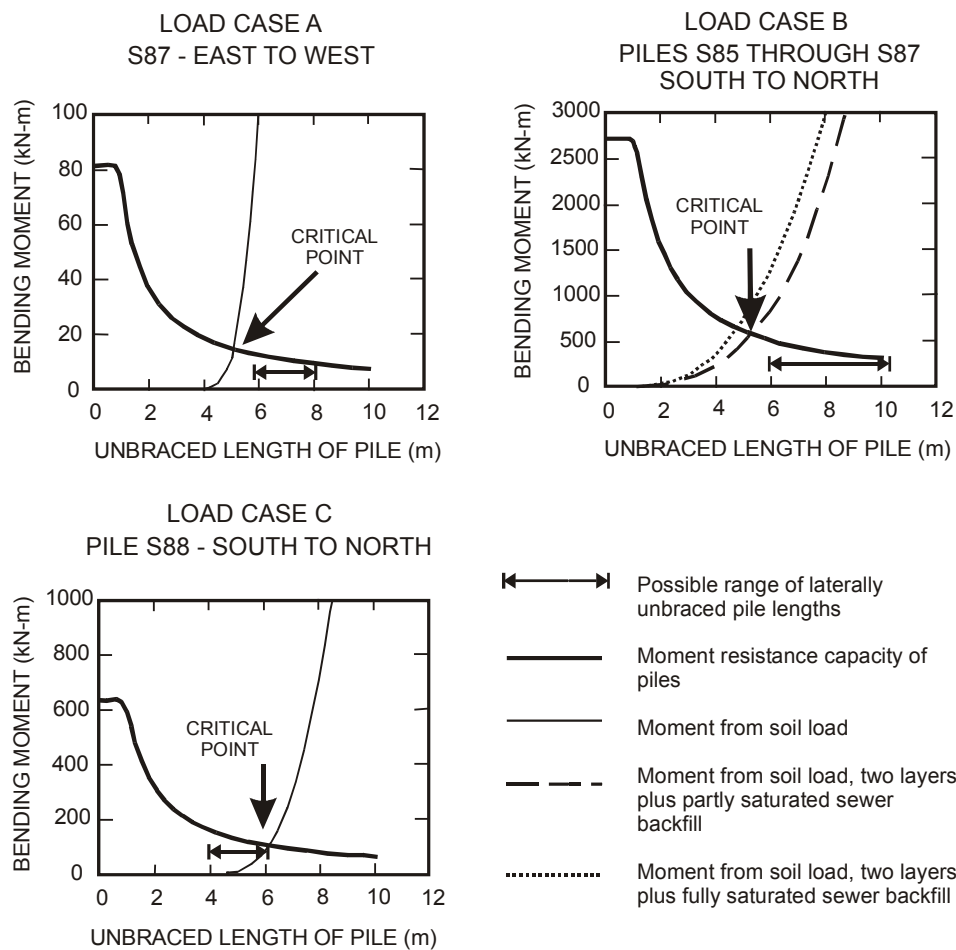 LOAD CASE A
S87 - EAST TO WEST
BENDING MOMENT (kN-m)
100
80
60
40
20
0
CRITICAL
POINT
0 2 4 6 8 10 12
UNBRACED LENGTH OF PILE (m)
LOAD CASE B
PILES S85 THROUGH S87
SOUTH TO NORTH
BENDING MOMENT (kN-m)
3000
2500
2000
1500
1000
500
0
CRITICAL
POINT
0 2 4 6 8 10 12
UNBRACED LENGTH OF PILE (m)
LOAD CASE C
PILE S88 - SOUTH TO NORTH
BENDING MOMENT (kN-m)
1000
800
600
400
200
0
CRITICAL
POINT
0 2 4 6 8 10 12
UNBRACED LENGTH OF PILE (m)
Possible range of laterally
unbraced pile lengths
Moment resistance capacity of
piles
Moment from soil load
Moment from soil load, two layers
plus partly saturated sewer
backfill
Moment from soil load, two layers
plus fully saturated sewer backfill